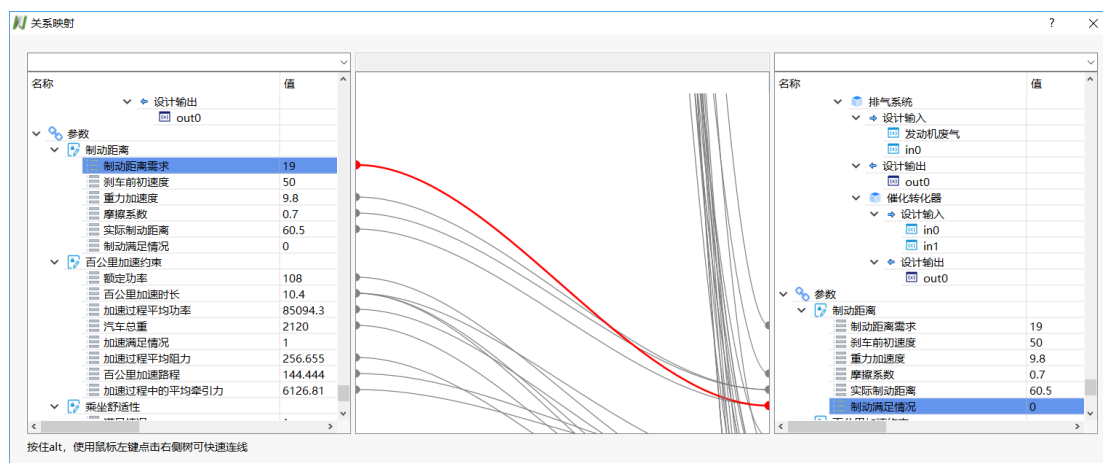 关系映射
名称 值
设计输出
out0
参数
制动距离
制动距离需求 19
刹车前初速度 50
重力加速度 9.8
摩擦系数 0.7
实际制动距离 60.5
制动满足情况 0
百公里加速约束
额定功率 108
百公里加速时长 10.4
加速过程平均功率 85094.3
汽车总重 2120
加速满足情况 1
加速过程平均阻力 256.655
百公里加速路程 144.444
加速过程中的平均牵引力 6126.81
乘坐舒适性
名称 值
排气系统
设计输入
发动机废气
in0
设计输出
out0
催化转化器
设计输入
in0
in1
设计输出
out0
参数
制动距离
制动距离需求 19
刹车前初速度 50
重力加速度 9.8
摩擦系数 0.7
实际制动距离 60.5
制动满足情况 0
按住alt，使用鼠标左键点击右侧树可快速连线